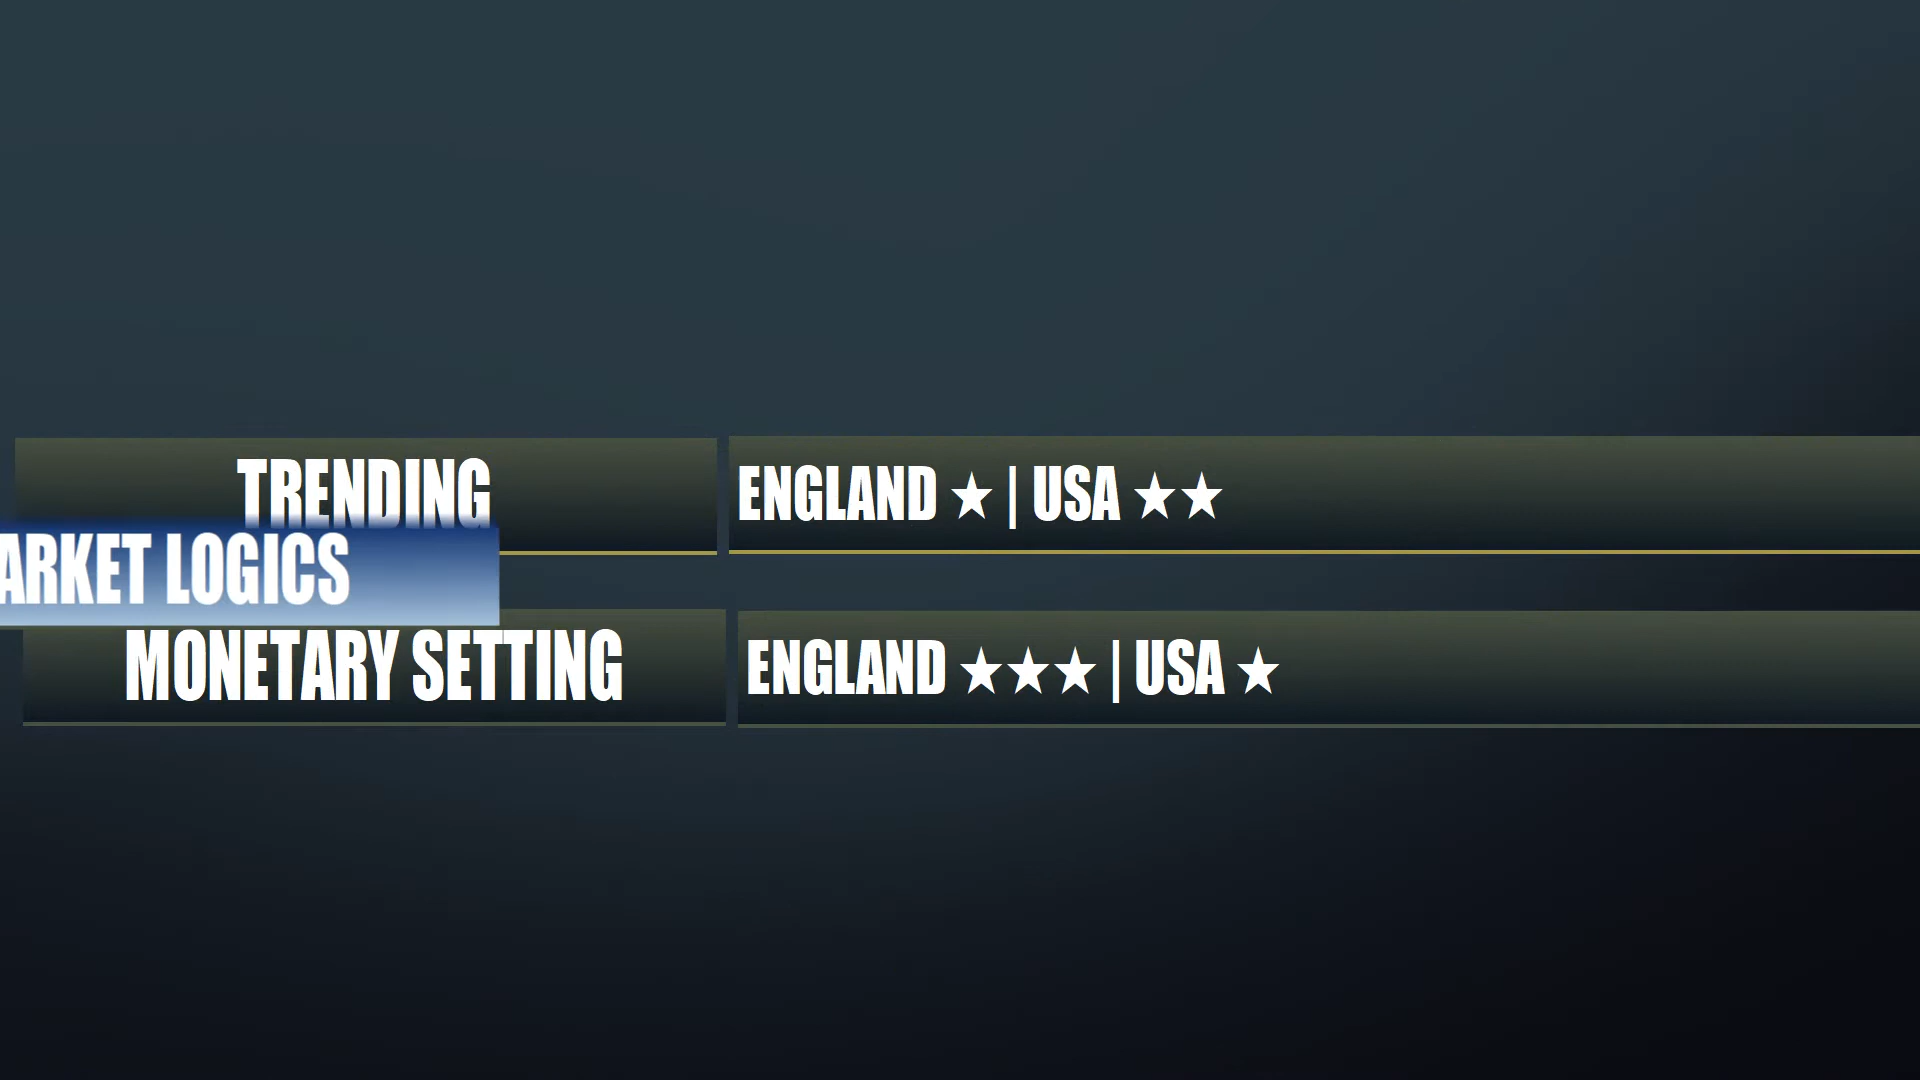 TRENDING
ENGLAND ★ | USA ★★
ARKET LOGICS
MONETARY SETTING
ENGLAND ★★★ | USA ★